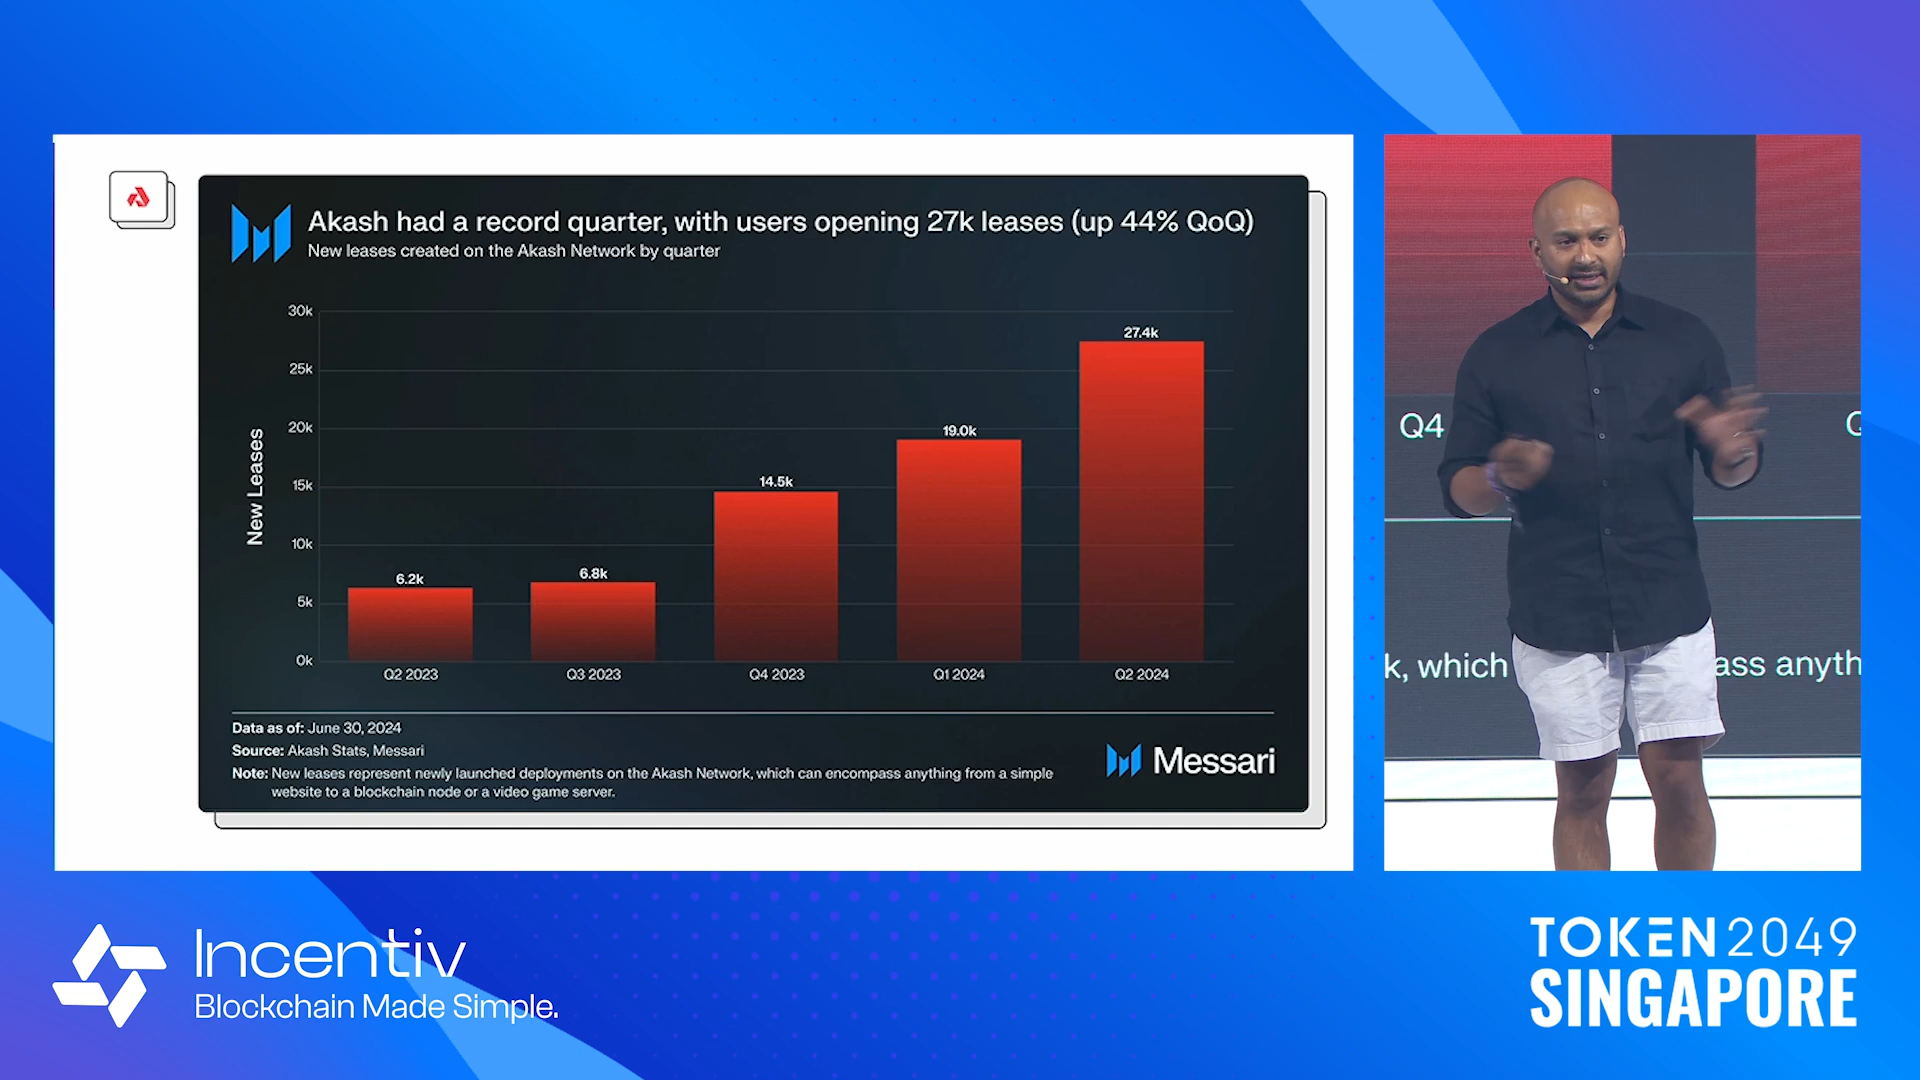 Akash had a record quarter, with users opening 27k leases (up 44% QoQ)
New leases created on the Akash Network by quarter
New Leases
30k
25k
20k
15k
10k
5k
0k
6.2k
6.8k
14.5k
19.0k
27.4k
Q2 2023
Q3 2023
Q4 2023
Q1 2024
Q2 2024
Data as of: June 30, 2024
Source: Akash Stats, Messari
Note: New leases represent newly launched deployments on the Akash Network, which can encompass anything from a simple
website to a blockchain node or a video game server.
Messari
Q4
k, which
ass anyth
Incentiv
Blockchain Made Simple.
TOKEN2049
SINGAPORE